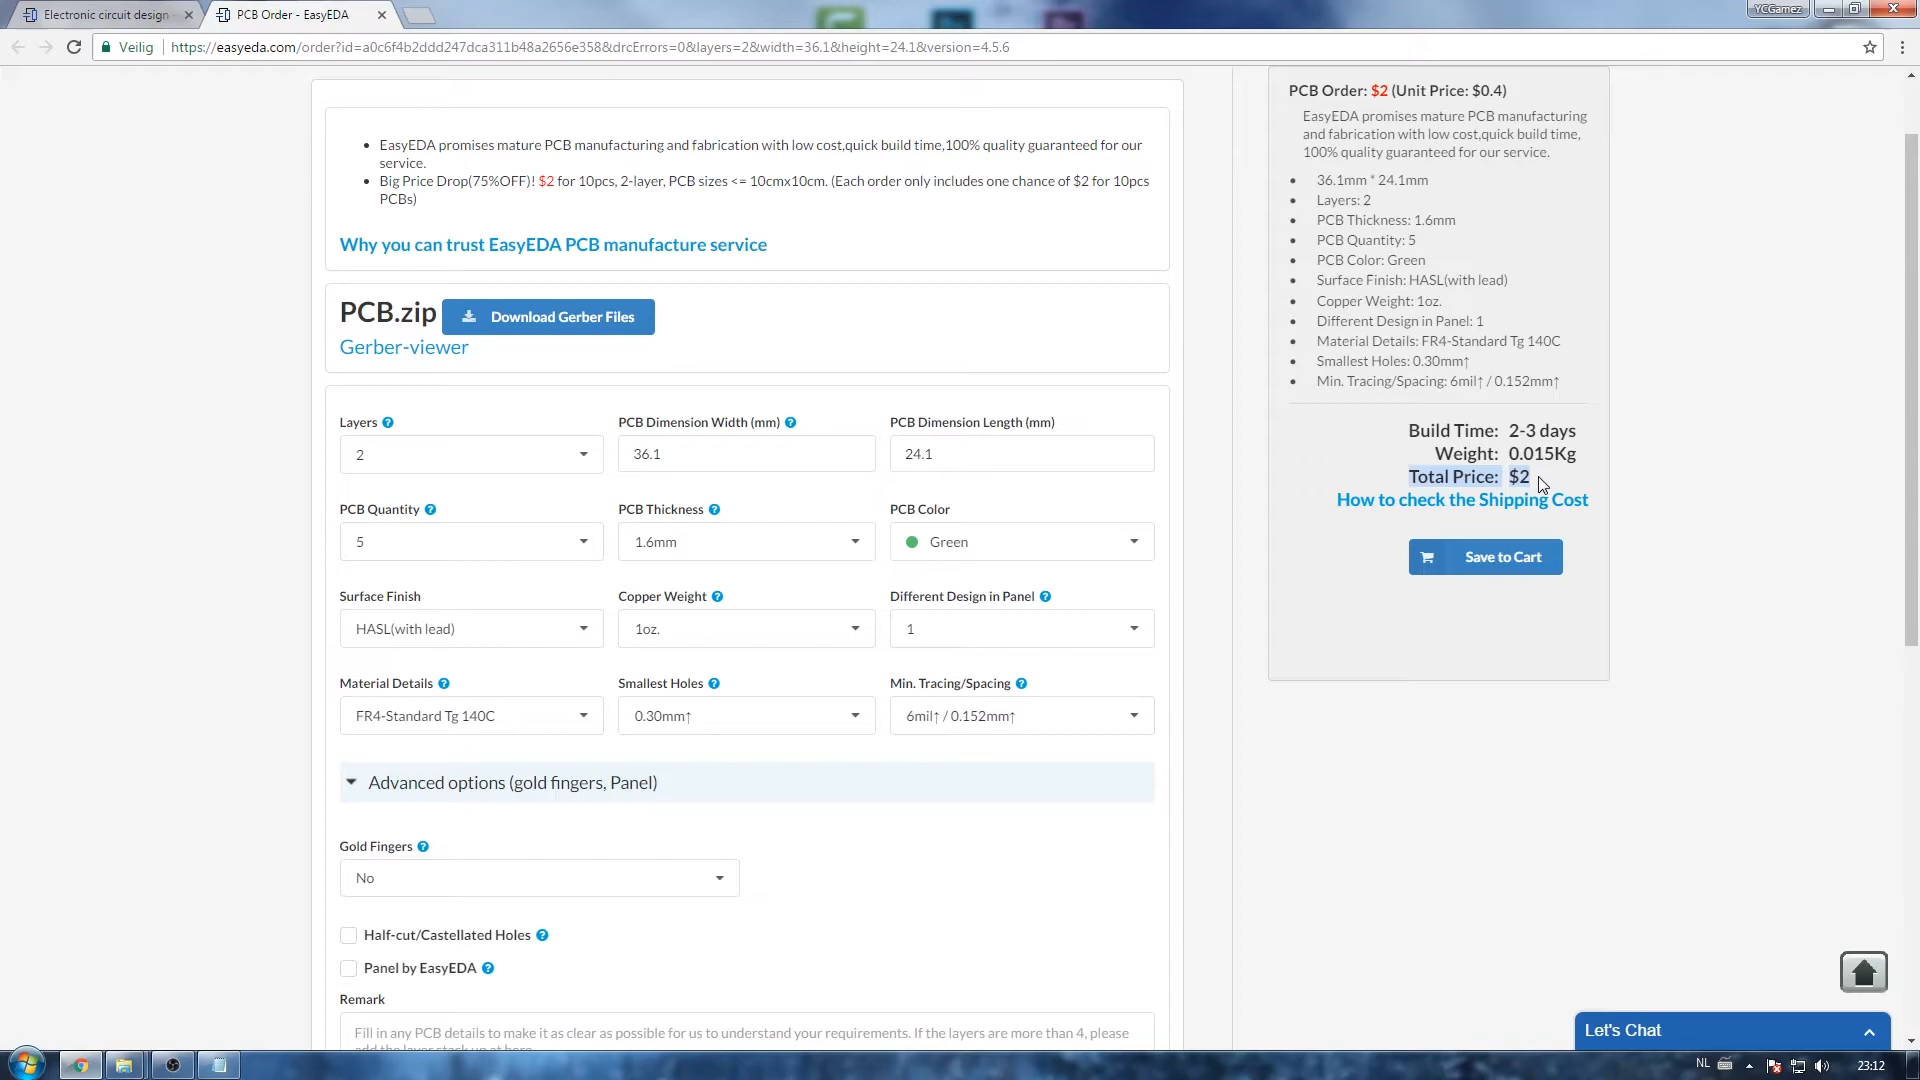 Electronic circuit design
PCB Order - EasyEDA
YCGamez
Veilig
https://easyeda.com/order?id=a0c6f4b2ddd247dca311b48a2656e358&drcErrors=0&layers=2&width=36.1&height=24.1&version=4.5.6
EasyEDA promises mature PCB manufacturing and fabrication with low cost,quick build time,100% quality guaranteed for our
service.
Big Price Drop(75%OFF)! $2 for 10pcs, 2-layer, PCB sizes <= 10cmx10cm. (Each order only includes one chance of $2 for 10pcs
PCBs)
Why you can trust EasyEDA PCB manufacture service
PCB.zip
Download Gerber Files
Gerber-viewer
Layers
PCB Dimension Width (mm)
PCB Dimension Length (mm)
2
36.1
24.1
PCB Quantity
PCB Thickness
PCB Color
5
1.6mm
Green
Surface Finish
Copper Weight
Different Design in Panel
HASL(with lead)
1oz.
1
Material Details
Smallest Holes
Min. Tracing/Spacing
FR4-Standard Tg 140C
0.30mm↑
6mil↑ / 0.152mm↑
Advanced options (gold fingers, Panel)
Gold Fingers
No
Half-cut/Castellated Holes
Panel by EasyEDA
Remark
Fill in any PCB details to make it as clear as possible for us to understand your requirements. If the layers are more than 4, please
add the layer stack up at here
PCB Order: $2 (Unit Price: $0.4)
EasyEDA promises mature PCB manufacturing
and fabrication with low cost,quick build time,
100% quality guaranteed for our service.
36.1mm * 24.1mm
Layers: 2
PCB Thickness: 1.6mm
PCB Quantity: 5
PCB Color: Green
Surface Finish: HASL(with lead)
Copper Weight: 1oz.
Different Design in Panel: 1
Material Details: FR4-Standard Tg 140C
Smallest Holes: 0.30mm↑
Min. Tracing/Spacing: 6mil↑ / 0.152mm↑
Build Time: 2-3 days
Weight: 0.015Kg
Total Price: $2
How to check the Shipping Cost
Save to Cart
Let's Chat
NL
23:12